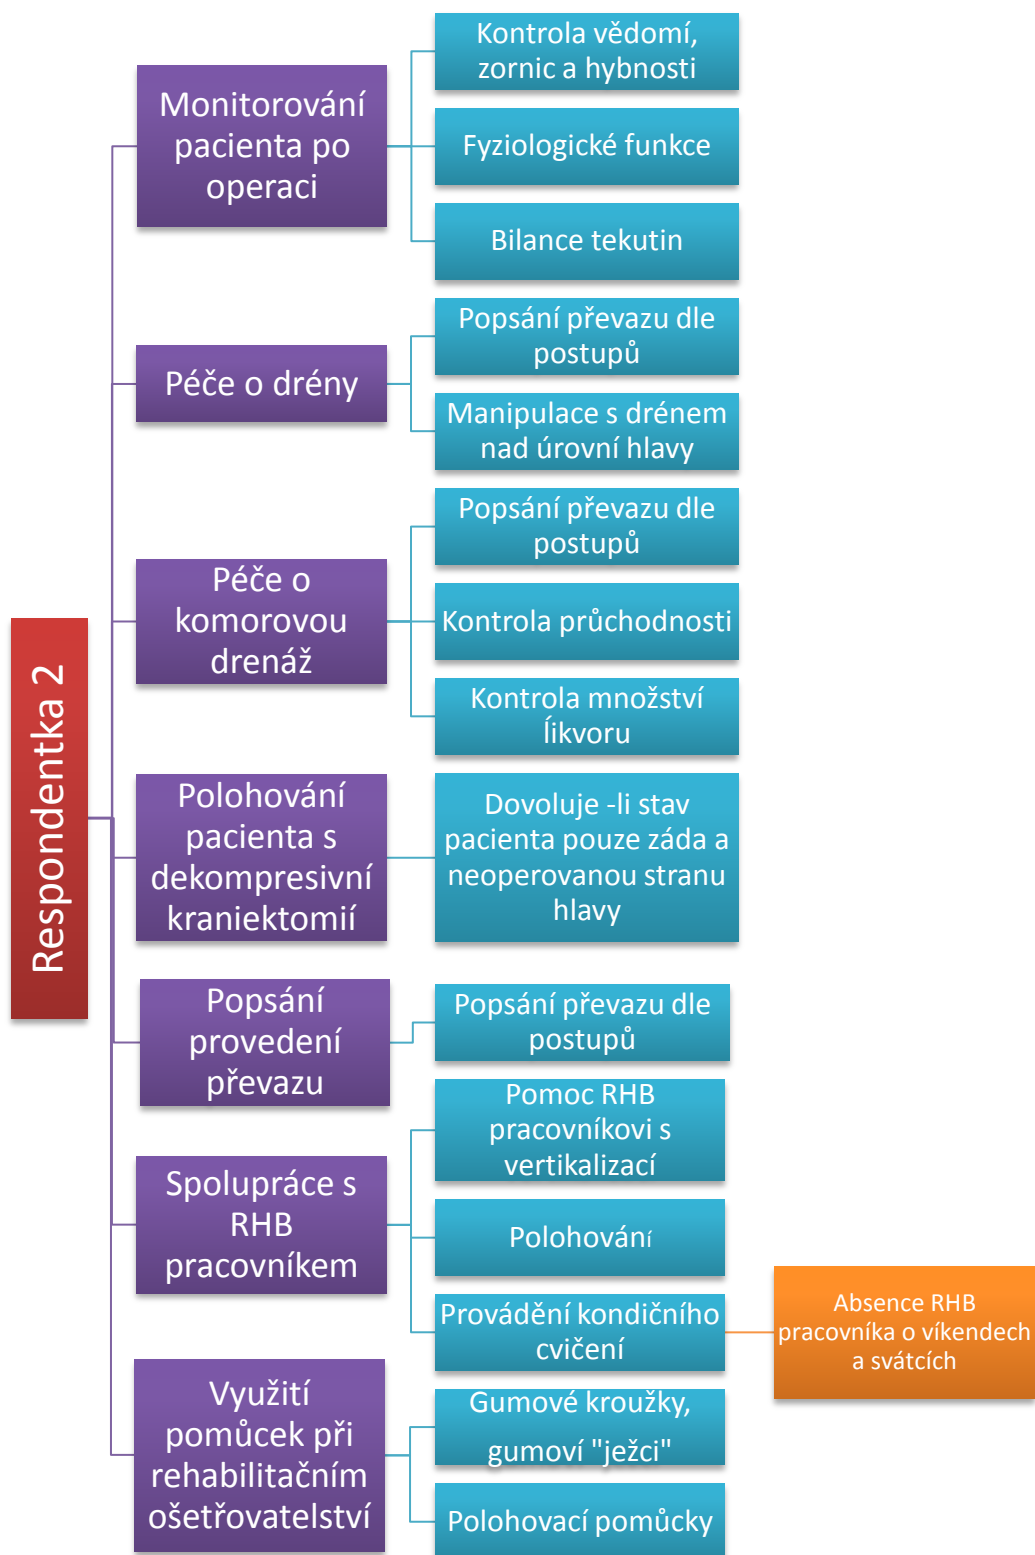 Respondentka 2
Monitorování
pacienta po
operaci
Kontrola vědomí,
zornic a hybnosti
Fyziologické funkce
Bilance tekutin
Péče o drény
Popsání převazu dle
postupů
Manipulace s drénem
nad úrovní hlavy
Péče o
komorovou
drenáž
Popsání převazu dle
postupů
Kontrola průchodnosti
Kontrola množství
ĺikvoru
Polohování
pacienta s
dekompresivní
kraniektomií
Dovoluje -li stav
pacienta pouze záda a
neoperovanou stranu
hlavy
Popsání
provedení
převazu
Popsání převazu dle
postupů
Spolupráce s
RHB
pracovníkem
Pomoc RHB
pracovníkovi s
vertikalizací
Polohování
Provádění kondičního
cvičení
Absence RHB
pracovníka o víkendech
a svátcích
Využití
pomůcek při
rehabilitačním
ošetřovatelství
Gumové kroužky,
gumoví "ježci"
Polohovací pomůcky